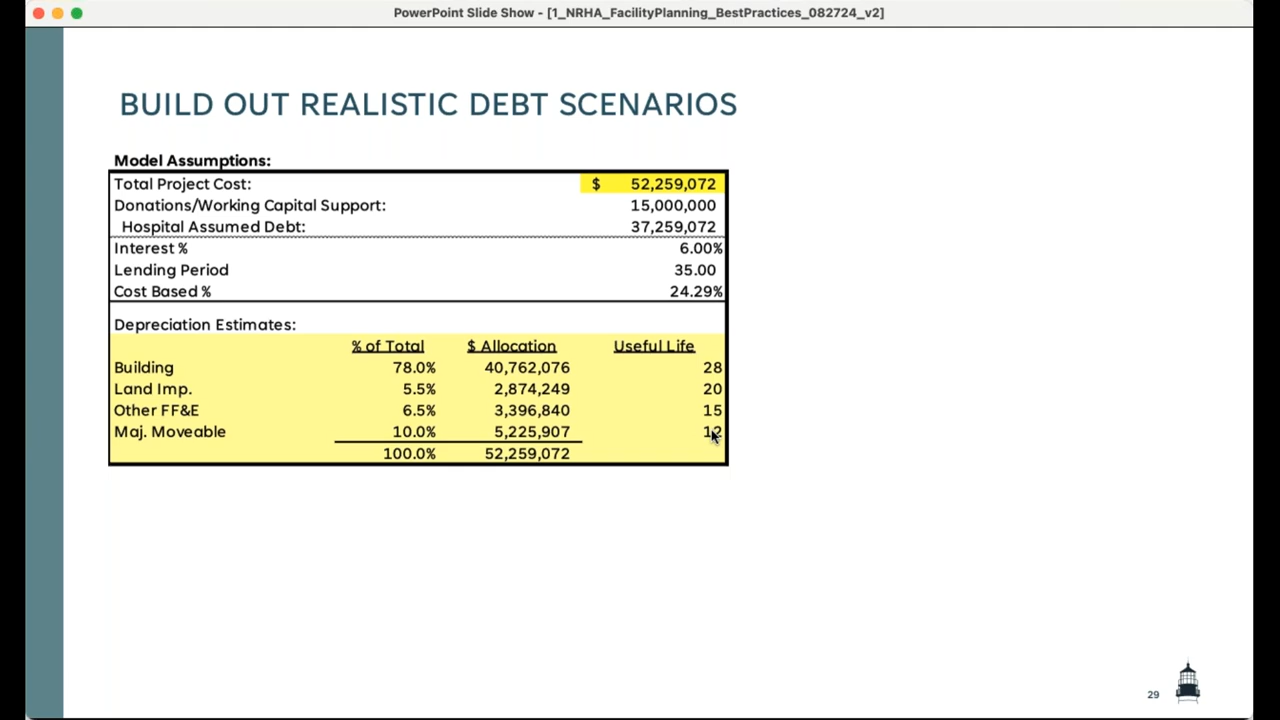 PowerPoint Slide Show - [1_NRHA_FacilityPlanning_BestPractices_082724_v2]
BUILD OUT REALISTIC DEBT SCENARIOS
Model Assumptions:
Total Project Cost: $ 52,259,072
Donations/Working Capital Support: 15,000,000
Hospital Assumed Debt: 37,259,072
Interest % 6.00%
Lending Period 35.00
Cost Based % 24.29%
Depreciation Estimates:
% of Total $ Allocation Useful Life
Building 78.0% 40,762,076 28
Land Imp. 5.5% 2,874,249 20
Other FF&E 6.5% 3,396,840 15
Maj. Moveable 10.0% 5,225,907 12
100.0% 52,259,072
29